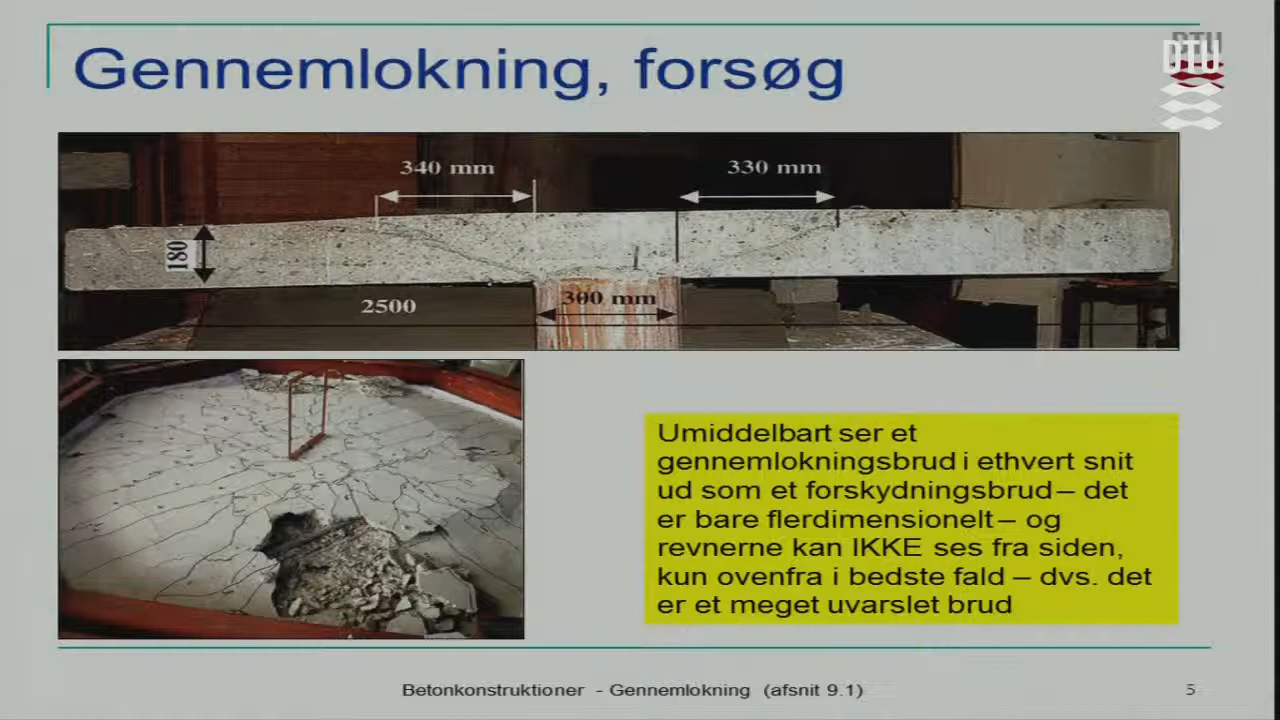 Gennemlokning, forsøg
DTU
DTU
340 mm
330 mm
180
300 mm
2500
Umiddelbart ser et
gennemlokningsbrud i ethvert snit
ud som et forskydningsbrud – det
er bare flerdimensionelt – og
revnerne kan IKKE ses fra siden,
kun ovenfra i bedste fald – dvs. det
er et meget uvarslet brud
Betonkonstruktioner - Gennemlokning (afsnit 9.1)
5